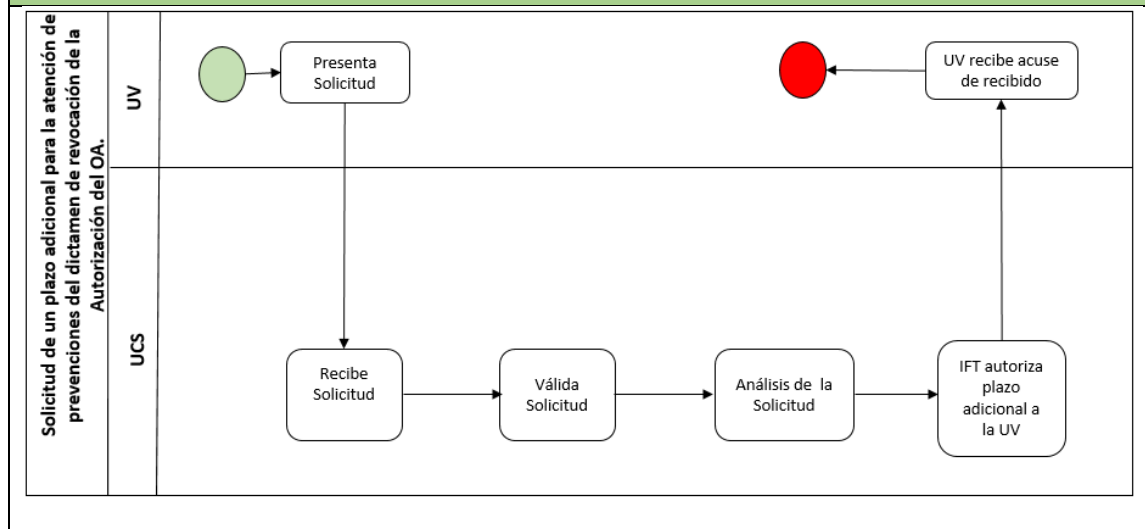 Solicitud de un plazo adicional para la atención de
prevenciones del dictamen de revocación de la
Autorización del OA.
UV
Presenta
Solicitud
UV recibe acuse
de recibido
UCS
Recibe
Solicitud
Válida
Solicitud
Análisis de la
Solicitud
IFT autoriza
plazo
adicional a
la UV